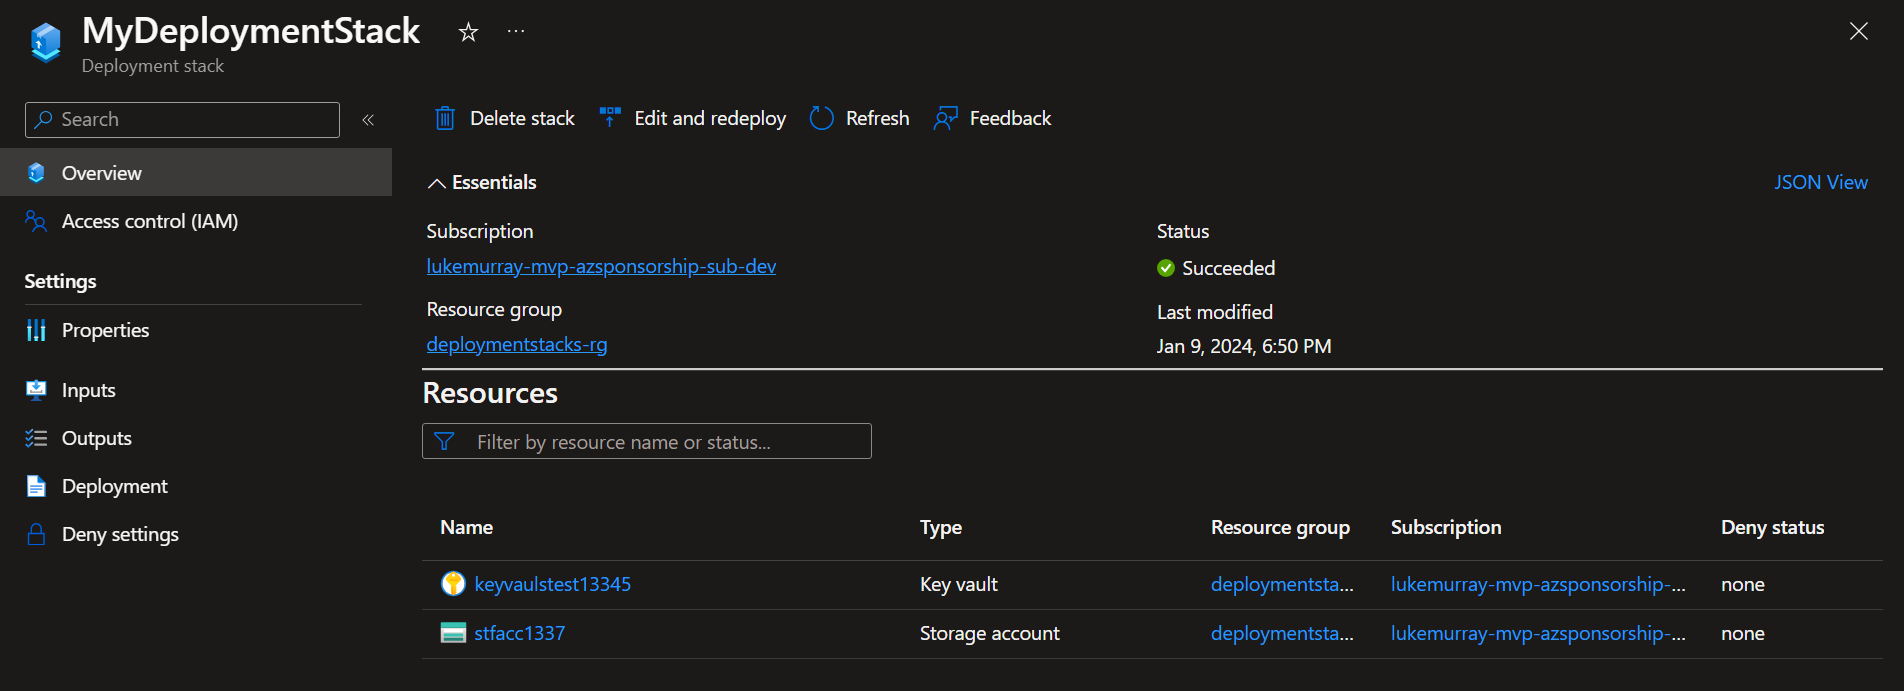 MyDeploymentStack
Deployment stack
Search
Overview
Access control (IAM)
Settings
Properties
Inputs
Outputs
Deployment
Deny settings
Delete stack Edit and redeploy Refresh Feedback
Essentials JSON View
Subscription
lukemurray-mvp-azsponsorship-sub-dev
Resource group
deploymentstacks-rg
Status
Succeeded
Last modified
Jan 9, 2024, 6:50 PM
Resources
Filter by resource name or status...
Name Type Resource group Subscription Deny status
keyvaulstest13345 Key vault deploymentsta... lukemurray-mvp-azsponsorship-... none
stfacc1337 Storage account deploymentsta... lukemurray-mvp-azsponsorship-... none